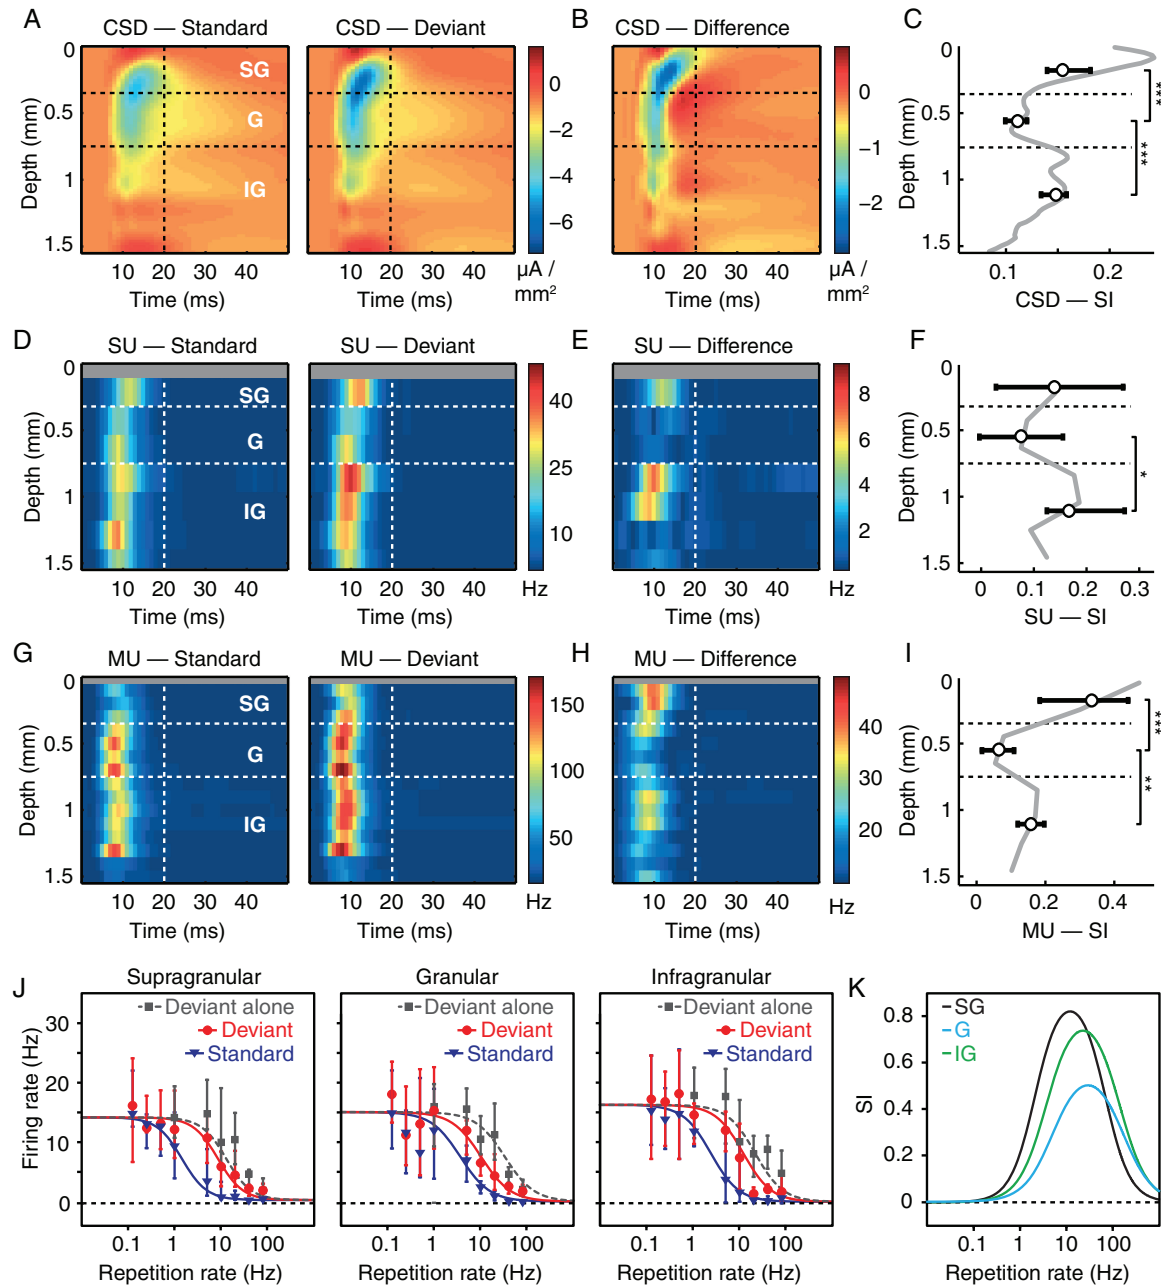 A CSD — Standard CSD — Deviant B CSD — Difference C
0 0.5 1 1.5 Depth (mm)
SG G IG
10 20 30 40 10 20 30 40 10 20 30 40
Time (ms) Time (ms) Time (ms)
0 −2 −4 −6 µA / mm²
0 −1 −2 µA / mm²
0 0.5 1 1.5 Depth (mm)
*** ***
0.1 0.2
CSD — SI
D SU — Standard SU — Deviant E SU — Difference F
0 0.5 1 1.5 Depth (mm)
SG G IG
10 20 30 40 10 20 30 40 10 20 30 40
Time (ms) Time (ms) Time (ms)
40 25 10 Hz
8 6 4 2 Hz
0 0.5 1 1.5 Depth (mm)
*
0 0.1 0.2 0.3
SU — SI
G MU — Standard MU — Deviant H MU — Difference I
0 0.5 1 1.5 Depth (mm)
SG G IG
10 20 30 40 10 20 30 40 10 20 30 40
Time (ms) Time (ms) Time (ms)
150 100 50 Hz
40 30 20 Hz
0 0.5 1 1.5 Depth (mm)
*** **
0 0.2 0.4
MU — SI
J Supragranular Granular Infragranular K
Deviant alone Deviant alone Deviant alone
Deviant Deviant Deviant
Standard Standard Standard
30 20 10 0 Firing rate (Hz)
0.1 1 10 100 0.1 1 10 100 0.1 1 10 100
Repetition rate (Hz) Repetition rate (Hz) Repetition rate (Hz)
SG
G
IG
0.8 0.6 0.4 0.2 0 SI
0.1 1 10 100
Repetition rate (Hz)